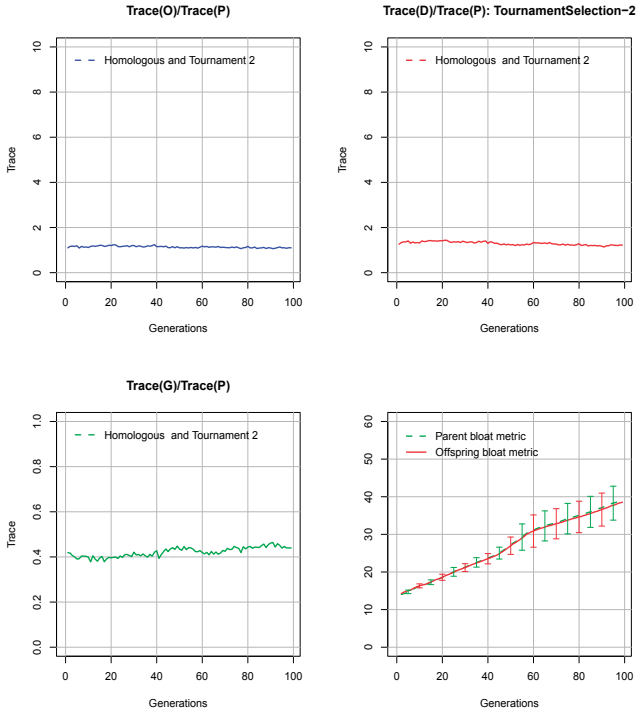 Trace(O)/Trace(P)
Trace
10
8
6
4
2
0
Homologous and Tournament 2
0 20 40 60 80 100
Generations
Trace(D)/Trace(P): TournamentSelection−2
Trace
10
8
6
4
2
0
Homologous and Tournament 2
0 20 40 60 80 100
Generations
Trace(G)/Trace(P)
Trace
1.0
0.8
0.6
0.4
0.2
0.0
Homologous and Tournament 2
0 20 40 60 80 100
Generations
60
50
40
30
20
10
0
Parent bloat metric
Offspring bloat metric
0 20 40 60 80 100
Generations